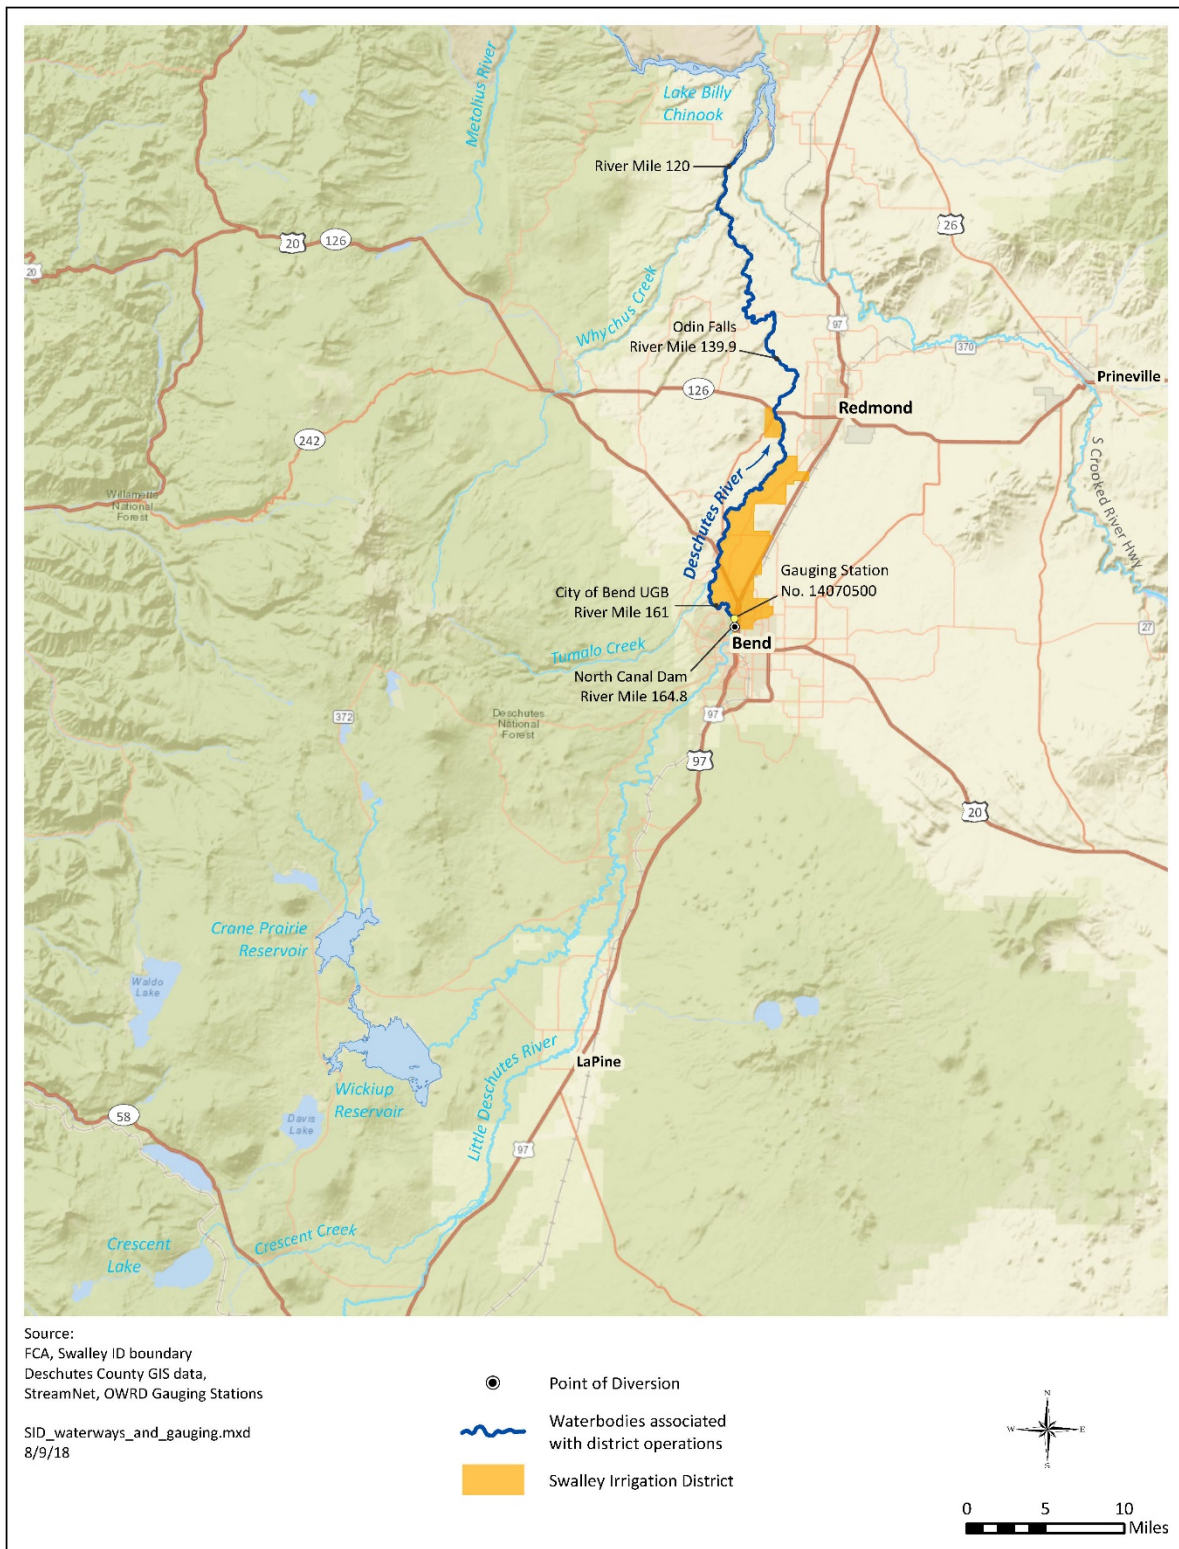 Metolius River
Lake Billy
Chinook
River Mile 120
26
20
126
20
Whychus Creek
97
Odin Falls
River Mile 139.9
370
Prineville
126
Redmond
242
S Crooked River Hwy
Willamette
National
Forest
Deschutes River
Gauging Station
No. 14070500
City of Bend UGB
River Mile 161
27
Bend
Tumalo Creek
North Canal Dam
River Mile 164.8
372
Deschutes
National
Forest
97
97
20
Crane Prairie
Reservoir
Waldo
Lake
LaPine
Little Deschutes River
Wickiup
Reservoir
58
Davis
Lake
97
Crescent Creek
Crescent
Lake
Source:
FCA, Swalley ID boundary
Deschutes County GIS data,
StreamNet, OWRD Gauging Stations
SID_waterways_and_gauging.mxd
8/9/18
Point of Diversion
Waterbodies associated
with district operations
Swalley Irrigation District
N
W
E
S
0 5 10
Miles